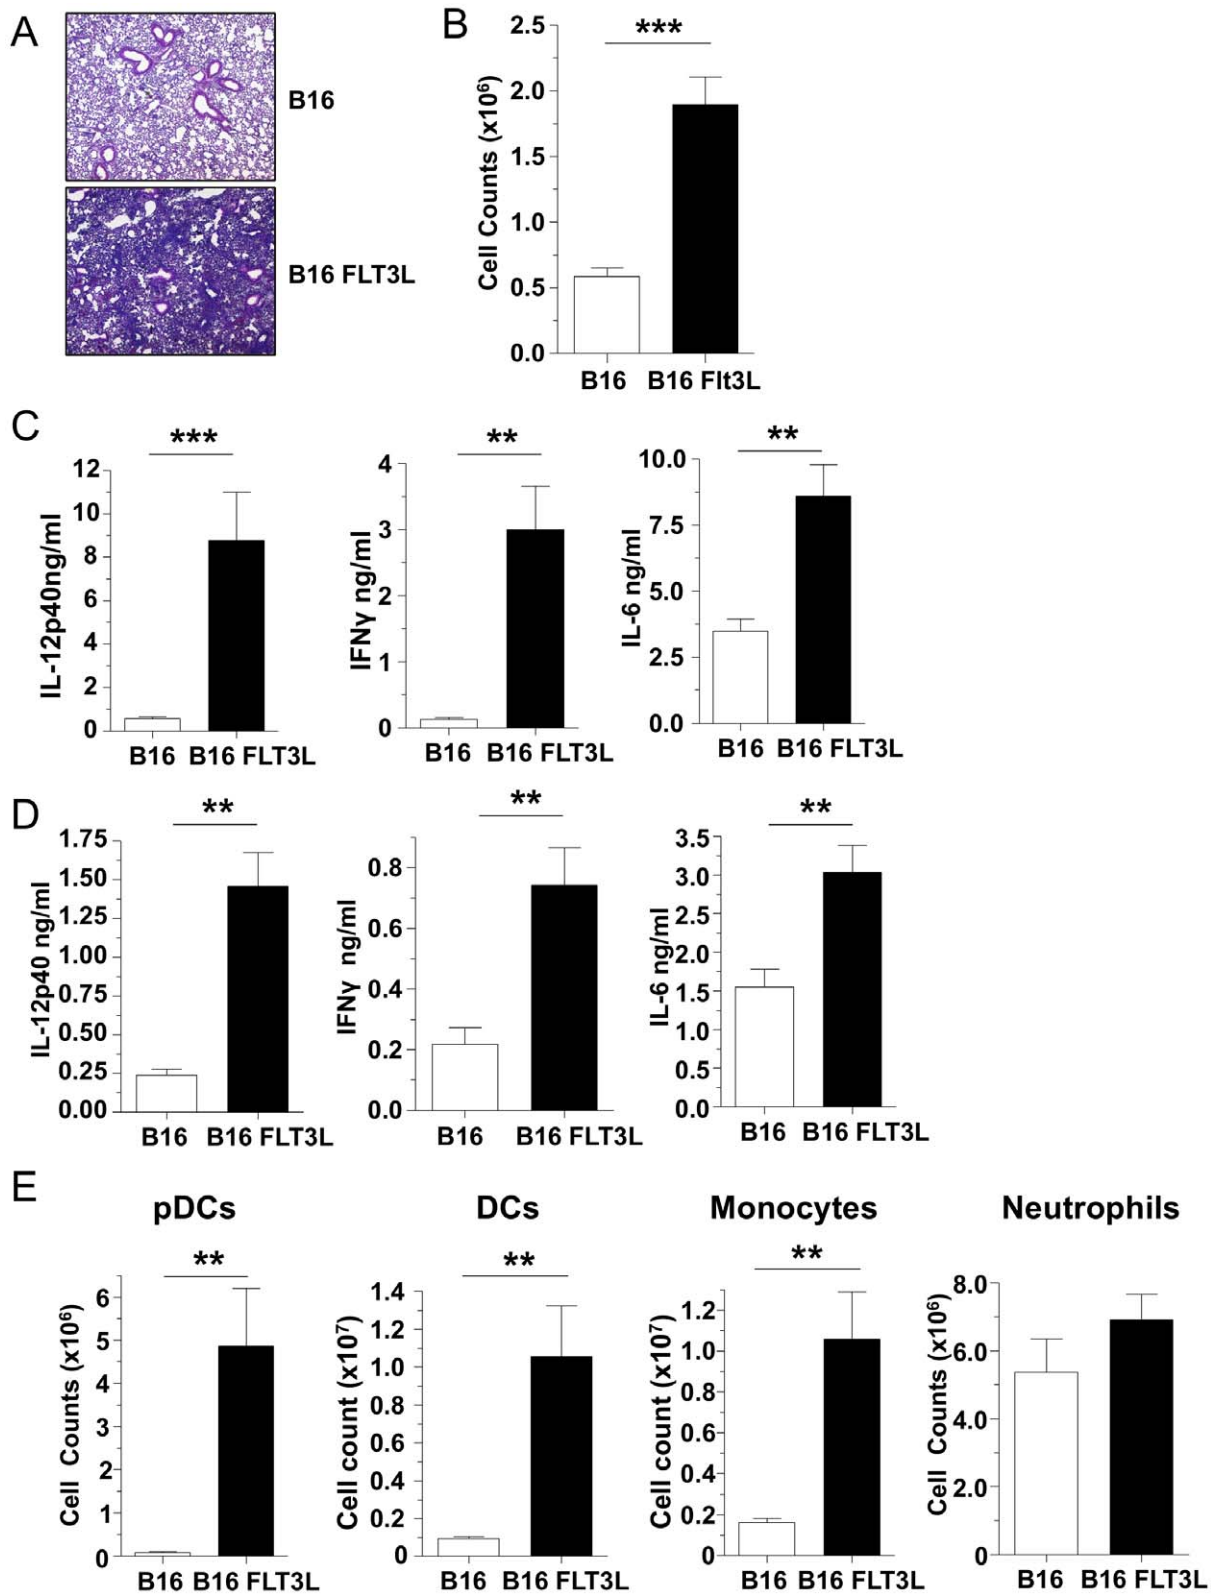 A
B16
B16 FLT3L
B
***
Cell Counts (x10⁶)
2.5
2.0
1.5
1.0
0.5
0.0
B16 B16 Flt3L
C
***
IL-12p40ng/ml
12
10
8
6
4
2
0
B16 B16 FLT3L
**
IFNγ ng/ml
4
3
2
1
0
B16 B16 FLT3L
**
IL-6 ng/ml
10.0
7.5
5.0
2.5
0.0
B16 B16 FLT3L
D
**
IL-12p40 ng/ml
1.75
1.50
1.25
1.00
0.75
0.50
0.25
0.00
B16 B16 FLT3L
**
IFNγ ng/ml
0.8
0.6
0.4
0.2
0.0
B16 B16 FLT3L
**
IL-6 ng/ml
3.5
3.0
2.5
2.0
1.5
1.0
0.5
0.0
B16 B16 FLT3L
E
pDCs
**
Cell Counts (x10⁶)
6
5
4
3
2
1
0
B16 B16 FLT3L
DCs
**
Cell count (x10⁷)
1.4
1.2
1.0
0.8
0.6
0.4
0.2
0
B16 B16 FLT3L
Monocytes
**
Cell count (x10⁷)
1.2
1.0
0.8
0.6
0.4
0.2
0
B16 B16 FLT3L
Neutrophils
Cell Counts (x10⁶)
8.0
6.0
4.0
2.0
0
B16 B16 FLT3L